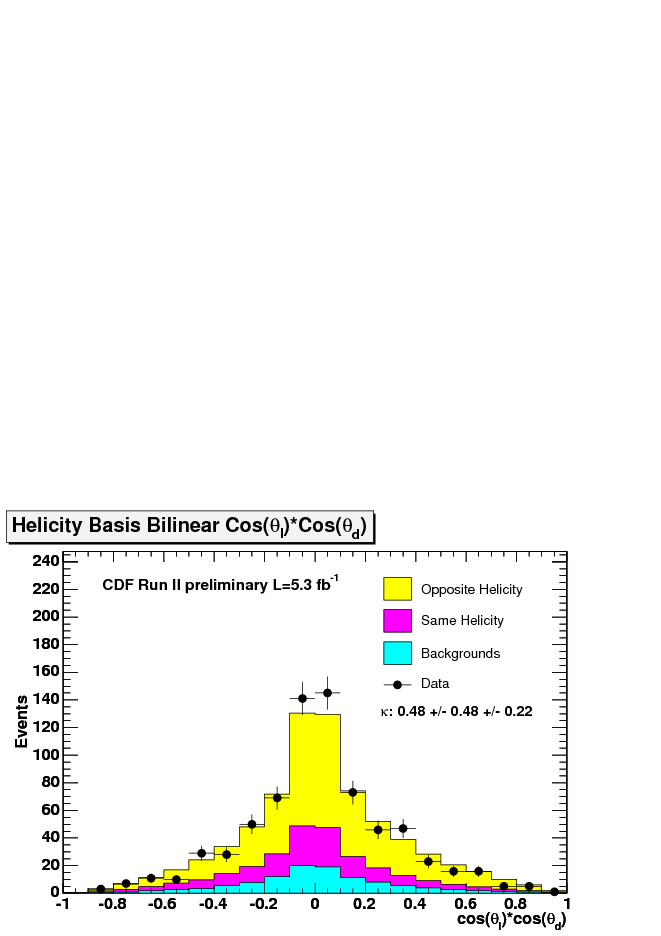 Helicity Basis Bilinear Cos(θl)*Cos(θd)
CDF Run II preliminary L=5.3 fb-1
Opposite Helicity
Same Helicity
Backgrounds
Data
κ: 0.48 +/- 0.48 +/- 0.22
Events
240
220
200
180
160
140
120
100
80
60
40
20
0
-1 -0.8 -0.6 -0.4 -0.2 0 0.2 0.4 0.6 0.8 1
cos(θl)*cos(θd)